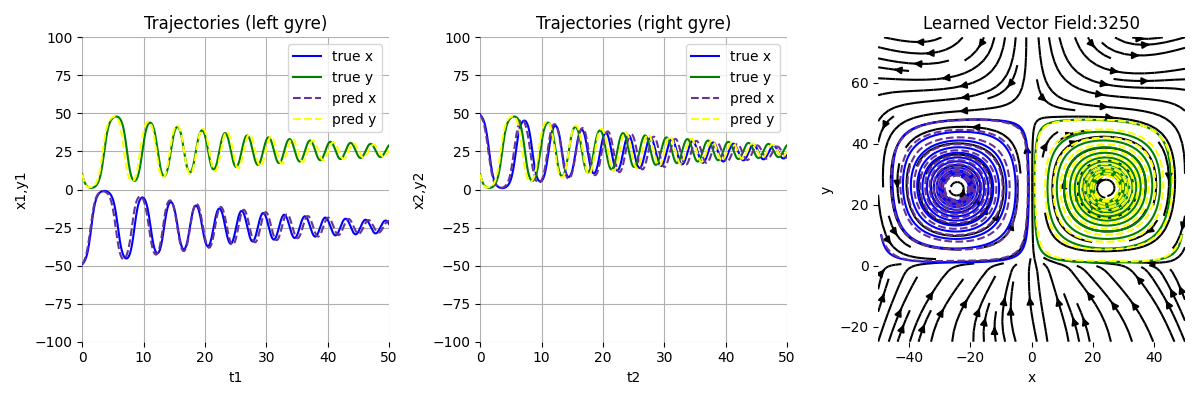 Trajectories (left gyre)
100
75
50
25
0
−25
−50
−75
−100
0
10
20
30
40
50
x1,y1
t1
true x
true y
pred x
pred y
Trajectories (right gyre)
100
75
50
25
0
−25
−50
−75
−100
0
10
20
30
40
50
x2,y2
t2
true x
true y
pred x
pred y
Learned Vector Field:3250
60
40
20
0
−20
−40
−20
0
20
40
y
x